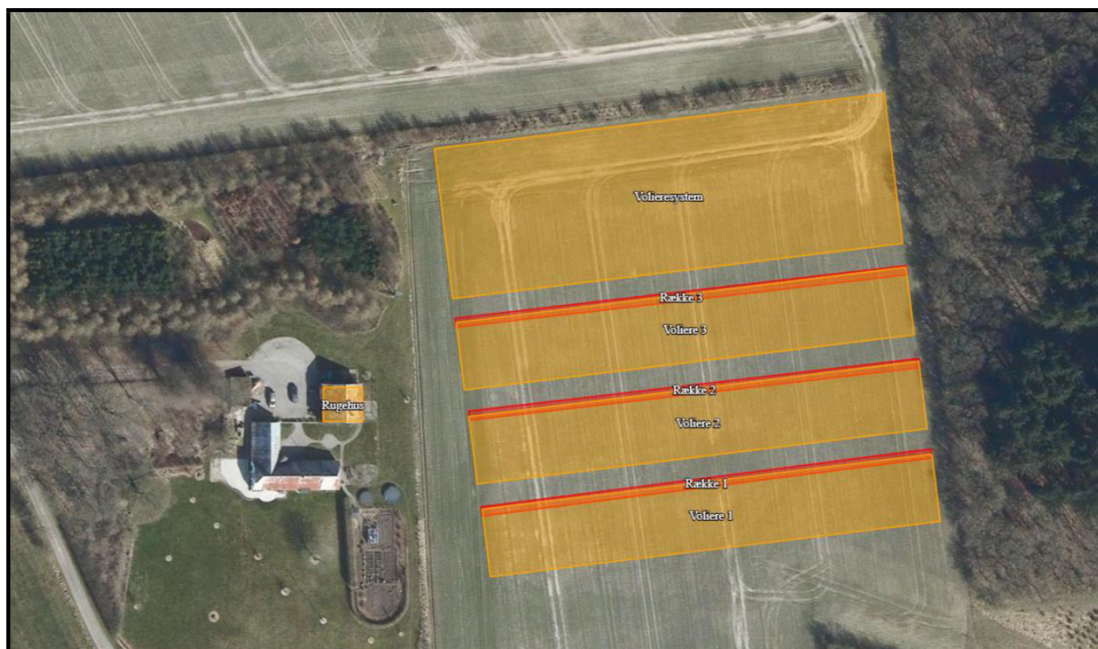 Volieresystem
Række 3
Voliere 3
Række 2
Rugehus
Voliere 2
Række 1
Voliere 1